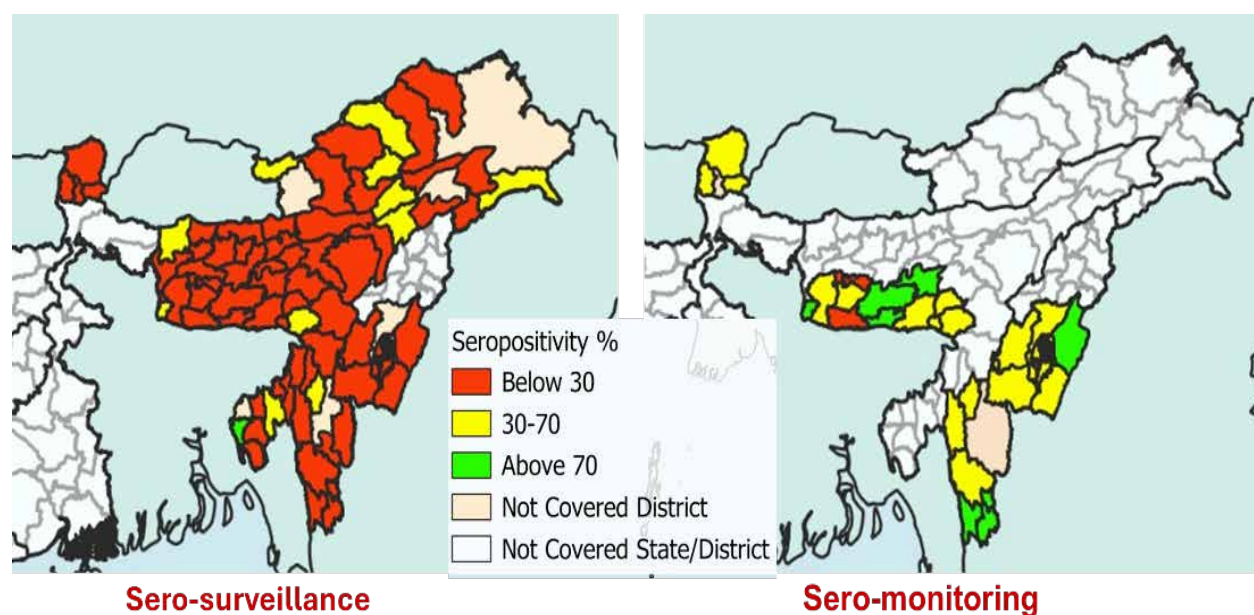 Seropositivity %
Below 30
30-70
Above 70
Not Covered District
Not Covered State/District
Sero-surveillance
Sero-monitoring